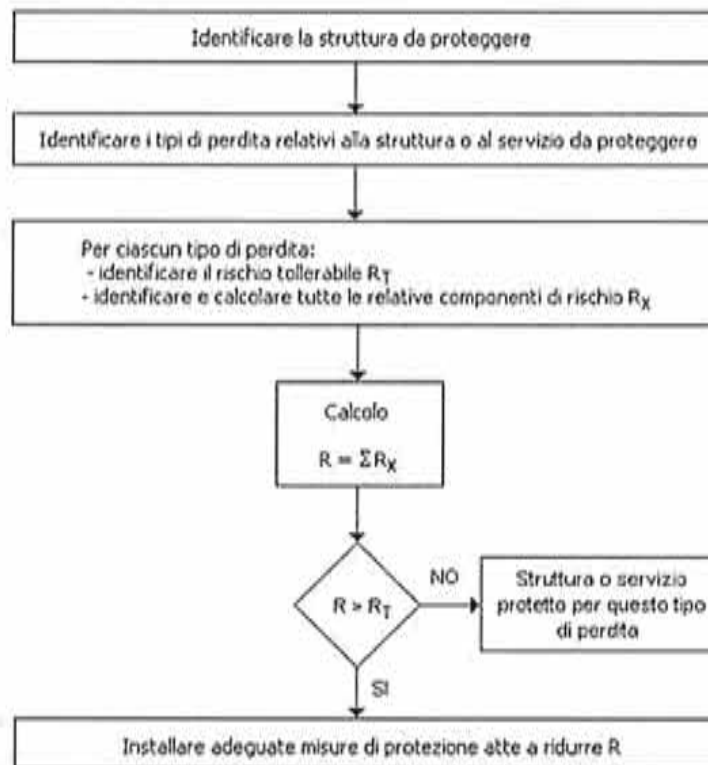 Identificare la struttura da proteggere
Identificare i tipi di perdita relativi alla struttura o al servizio da proteggere
Per ciascun tipo di perdita:
- identificare il rischio tollerabile RT
- identificare e calcolare tutte le relative componenti di rischio RX
Calcolo
R = ΣRX
R > RT
NO
Struttura o servizio
protetto per questo tipo
di perdita
SI
Installare adeguate misure di protezione atte a ridurre R